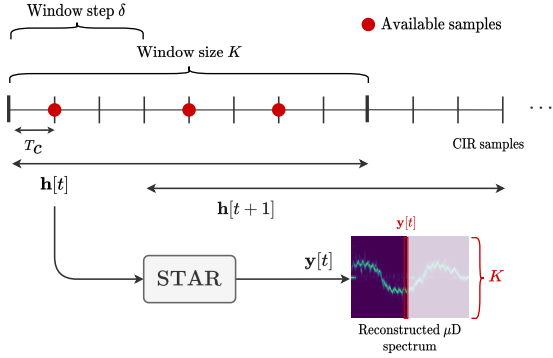 Window step δ
Available samples
Window size K
...
T_C
CIR samples
h[t]
h[t + 1]
y[t]
STAR
y[t]
K
Reconstructed μD
spectrum